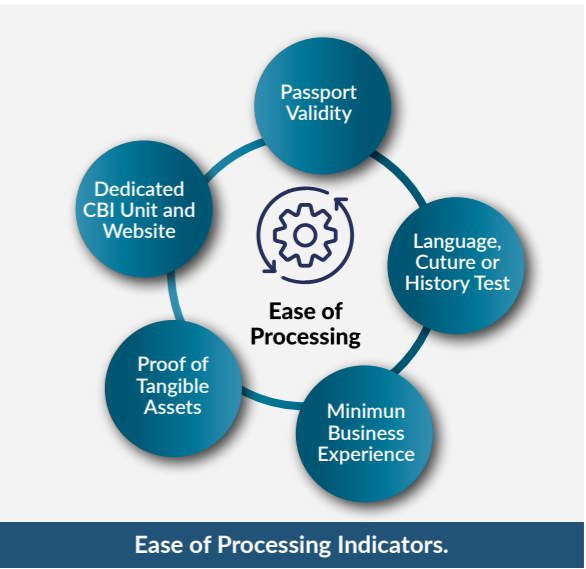 Passport
Validity
Language,
Cuture or
History Test
Minimun
Business
Experience
Proof of
Tangible
Assets
Dedicated
CBI Unit and
Website
Ease of
Processing
Ease of Processing Indicators.